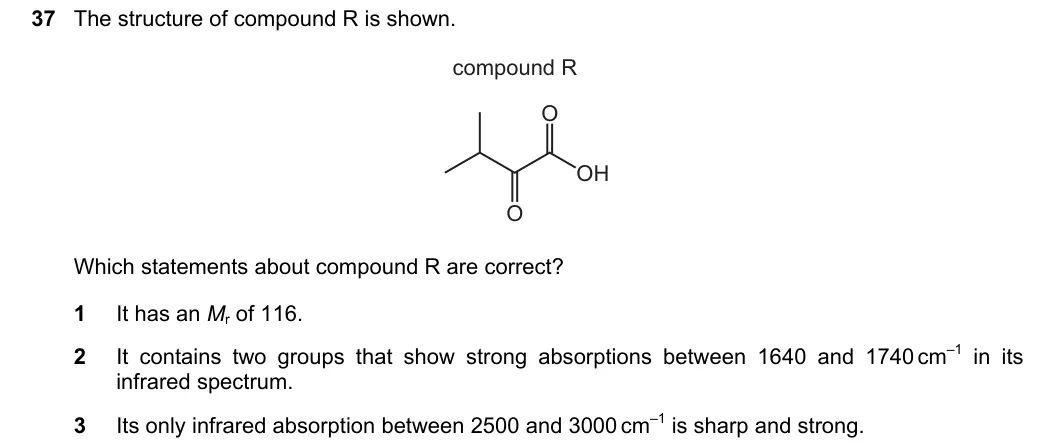 37 The structure of compound R is shown.
compound R
O
OH
O
Which statements about compound R are correct?
1 It has an Mr of 116.
2 It contains two groups that show strong absorptions between 1640 and 1740 cm⁻¹ in its
infrared spectrum.
3 Its only infrared absorption between 2500 and 3000 cm⁻¹ is sharp and strong.